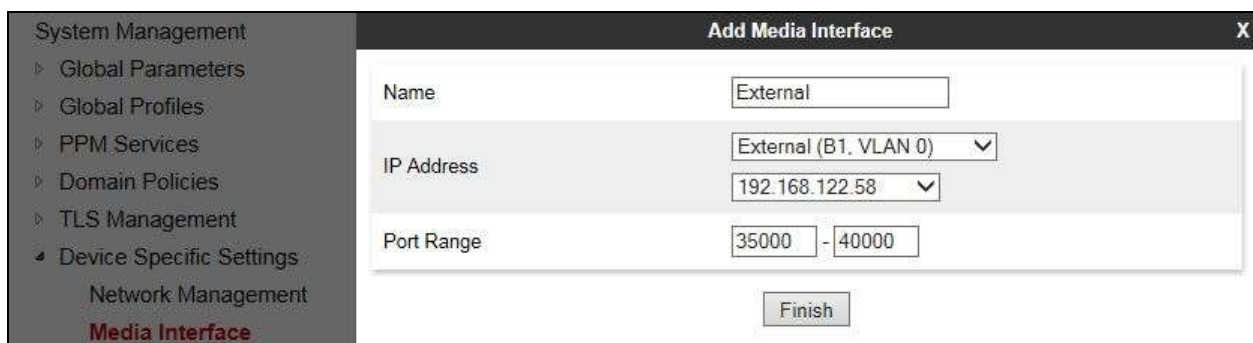 System Management
Global Parameters
Global Profiles
PPM Services
Domain Policies
TLS Management
Device Specific Settings
Network Management
Media Interface
Add Media Interface X
Name External
IP Address External (B1, VLAN 0)
192.168.122.58
Port Range 35000 - 40000
Finish